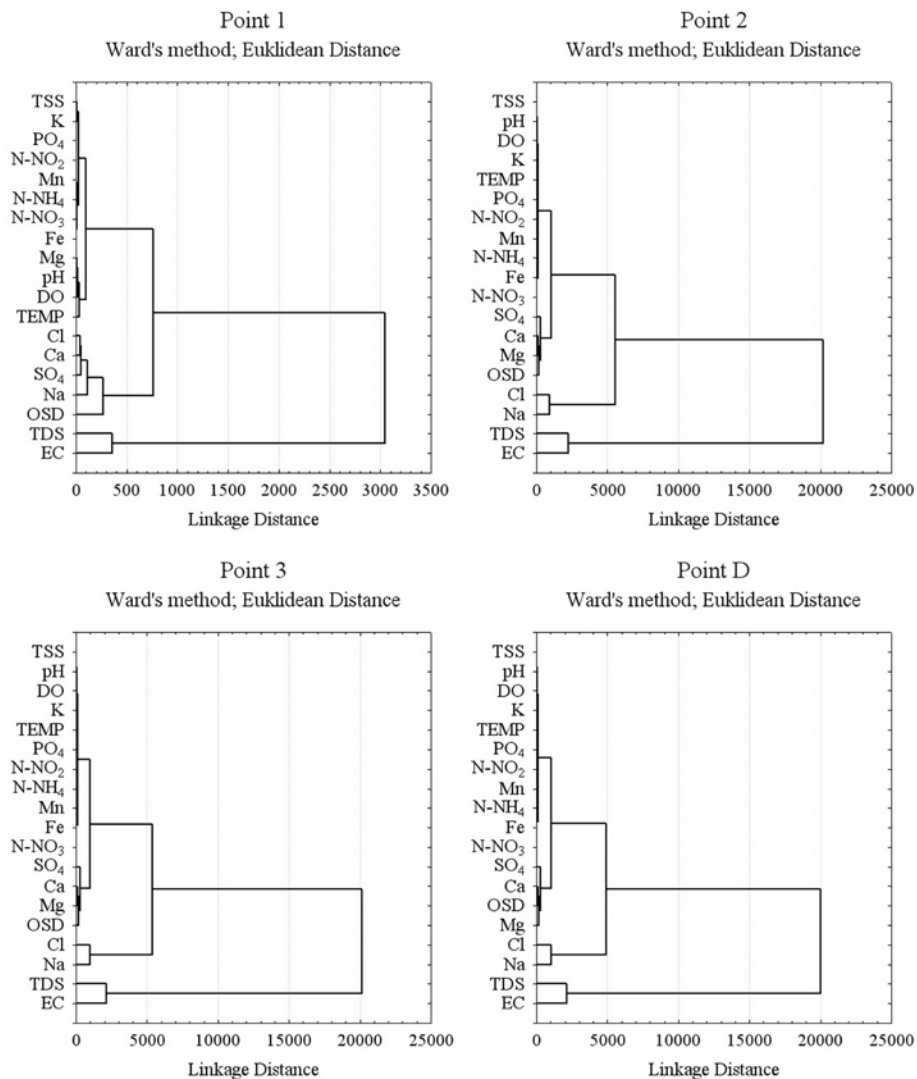 Point 1
Ward's method; Euklidean Distance
TSS
K
PO₄
N-NO₂
Mn
N-NH₄
N-NO₃
Fe
Mg
pH
DO
TEMP
Cl
Ca
SO₄
Na
OSD
TDS
EC
0 500 1000 1500 2000 2500 3000 3500
Linkage Distance
Point 2
Ward's method; Euklidean Distance
TSS
pH
DO
K
TEMP
PO₄
N-NO₂
Mn
N-NH₄
Fe
N-NO₃
SO₄
Ca
Mg
OSD
Cl
Na
TDS
EC
0 5000 10000 15000 20000 25000
Linkage Distance
Point 3
Ward's method; Euklidean Distance
TSS
pH
DO
K
TEMP
PO₄
N-NO₂
N-NH₄
Mn
Fe
N-NO₃
SO₄
Ca
Mg
OSD
Cl
Na
TDS
EC
0 5000 10000 15000 20000 25000
Linkage Distance
Point D
Ward's method; Euklidean Distance
TSS
pH
DO
K
TEMP
PO₄
N-NO₂
Mn
N-NH₄
Fe
N-NO₃
SO₄
Ca
OSD
Mg
Cl
Na
TDS
EC
0 5000 10000 15000 20000 25000
Linkage Distance